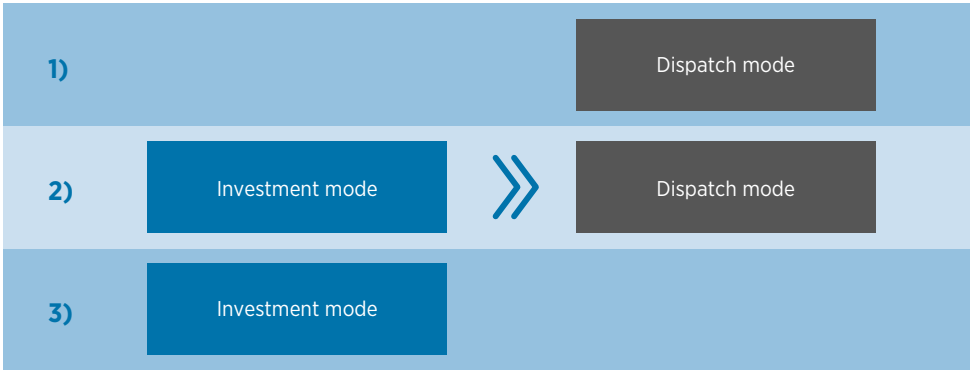 1) Dispatch mode
2) Investment mode Dispatch mode
3) Investment mode